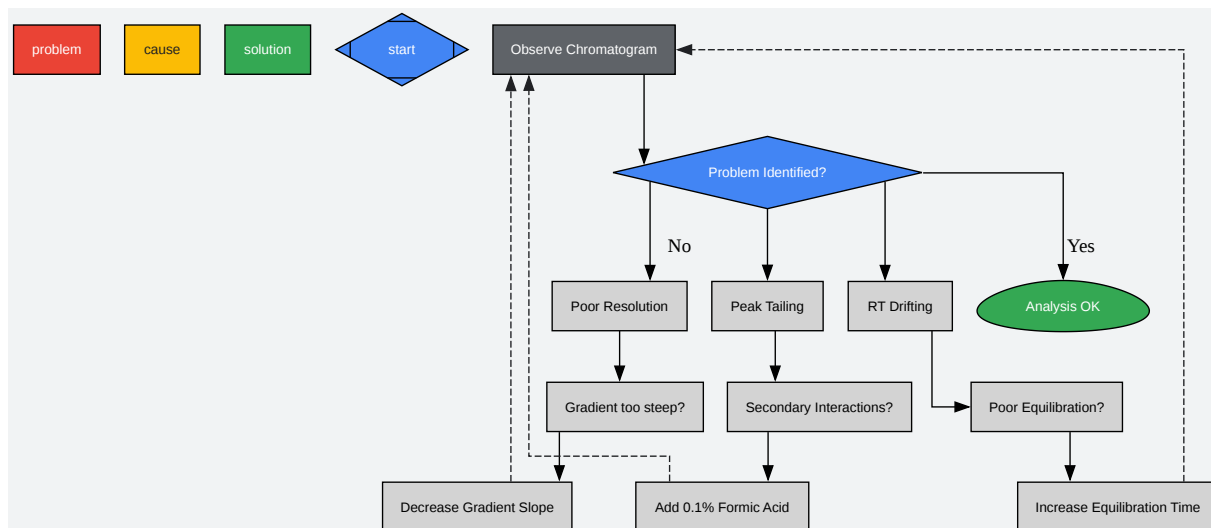 problem
cause
solution
start
Observe Chromatogram
Problem Identified?
No
Yes
Poor Resolution
Peak Tailing
RT Drifting
Analysis OK
Gradient too steep?
Secondary Interactions?
Poor Equilibration?
Decrease Gradient Slope
Add 0.1% Formic Acid
Increase Equilibration Time